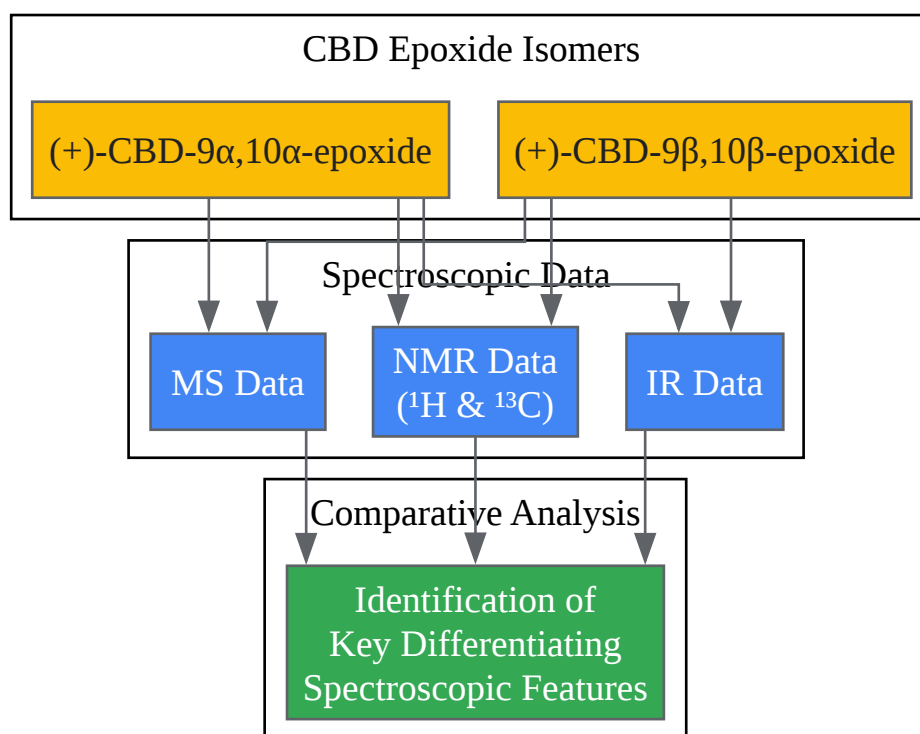 CBD Epoxide Isomers
(+)-CBD-9α,10α-epoxide
(+)-CBD-9β,10β-epoxide
Spectroscopic Data
MS Data
NMR Data
(¹H & ¹³C)
IR Data
Comparative Analysis
Identification of
Key Differentiating
Spectroscopic Features